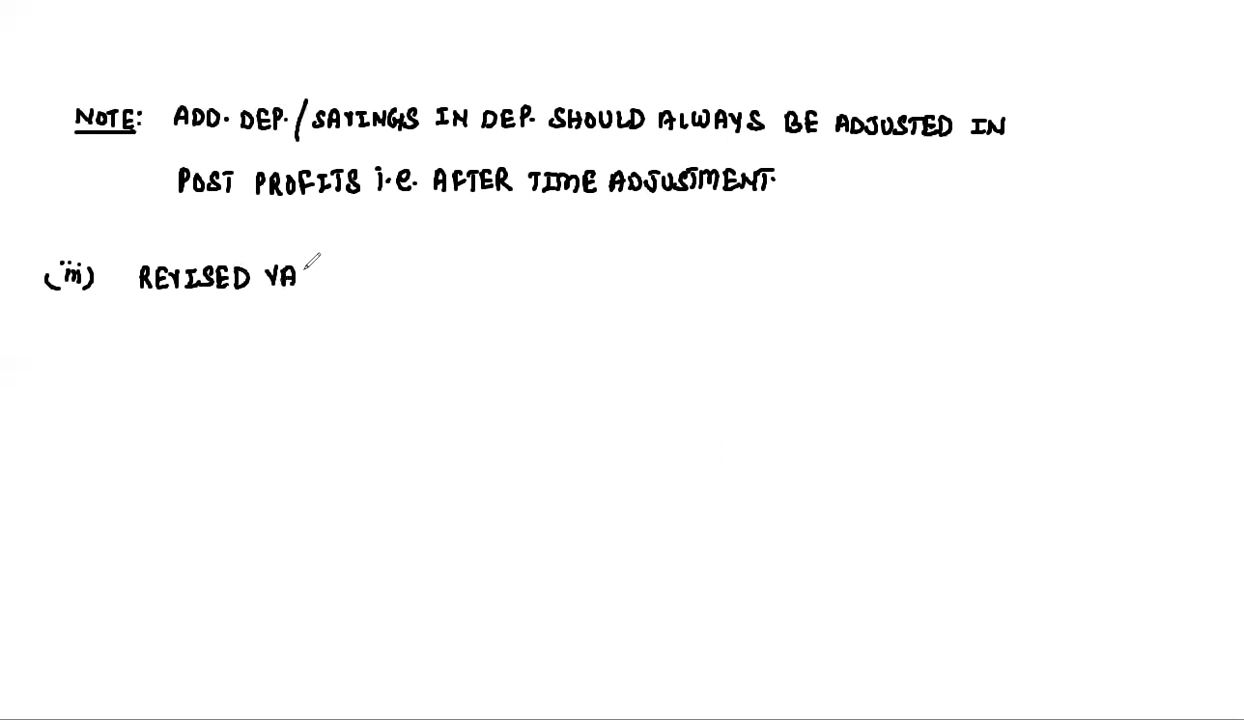 NOTE: ADD. DEP./SAVINGS IN DEP. SHOULD ALWAYS BE ADJUSTED IN
POST PROFITS i.e. AFTER TIME ADJUSTMENT.
(iii) REVISED VA